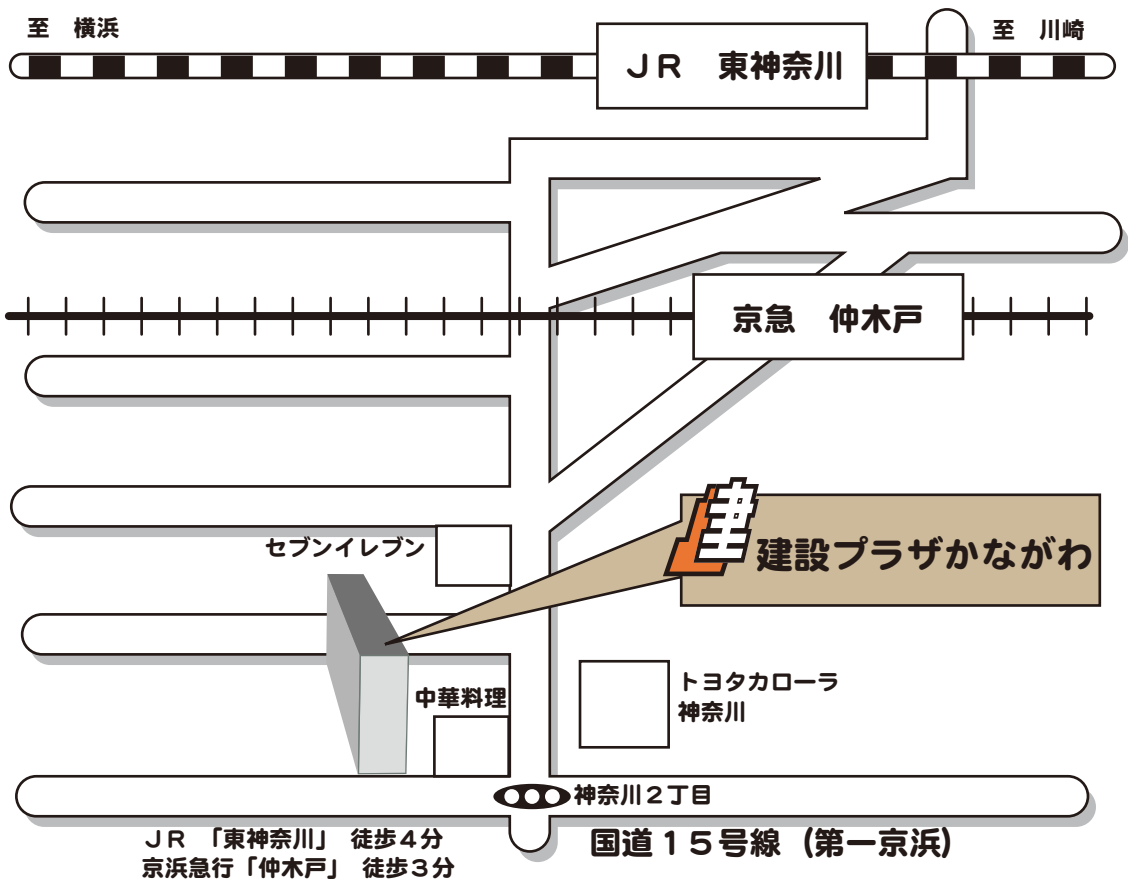 至　横浜
至　川崎
ＪＲ　東神奈川
京急　仲木戸
建
建設プラザかながわ
セブンイレブン
トヨタカローラ
神奈川
中華料理
神奈川２丁目
ＪＲ　「東神奈川」　徒歩４分
京浜急行「仲木戸」　徒歩３分
国道１５号線（第一京浜）